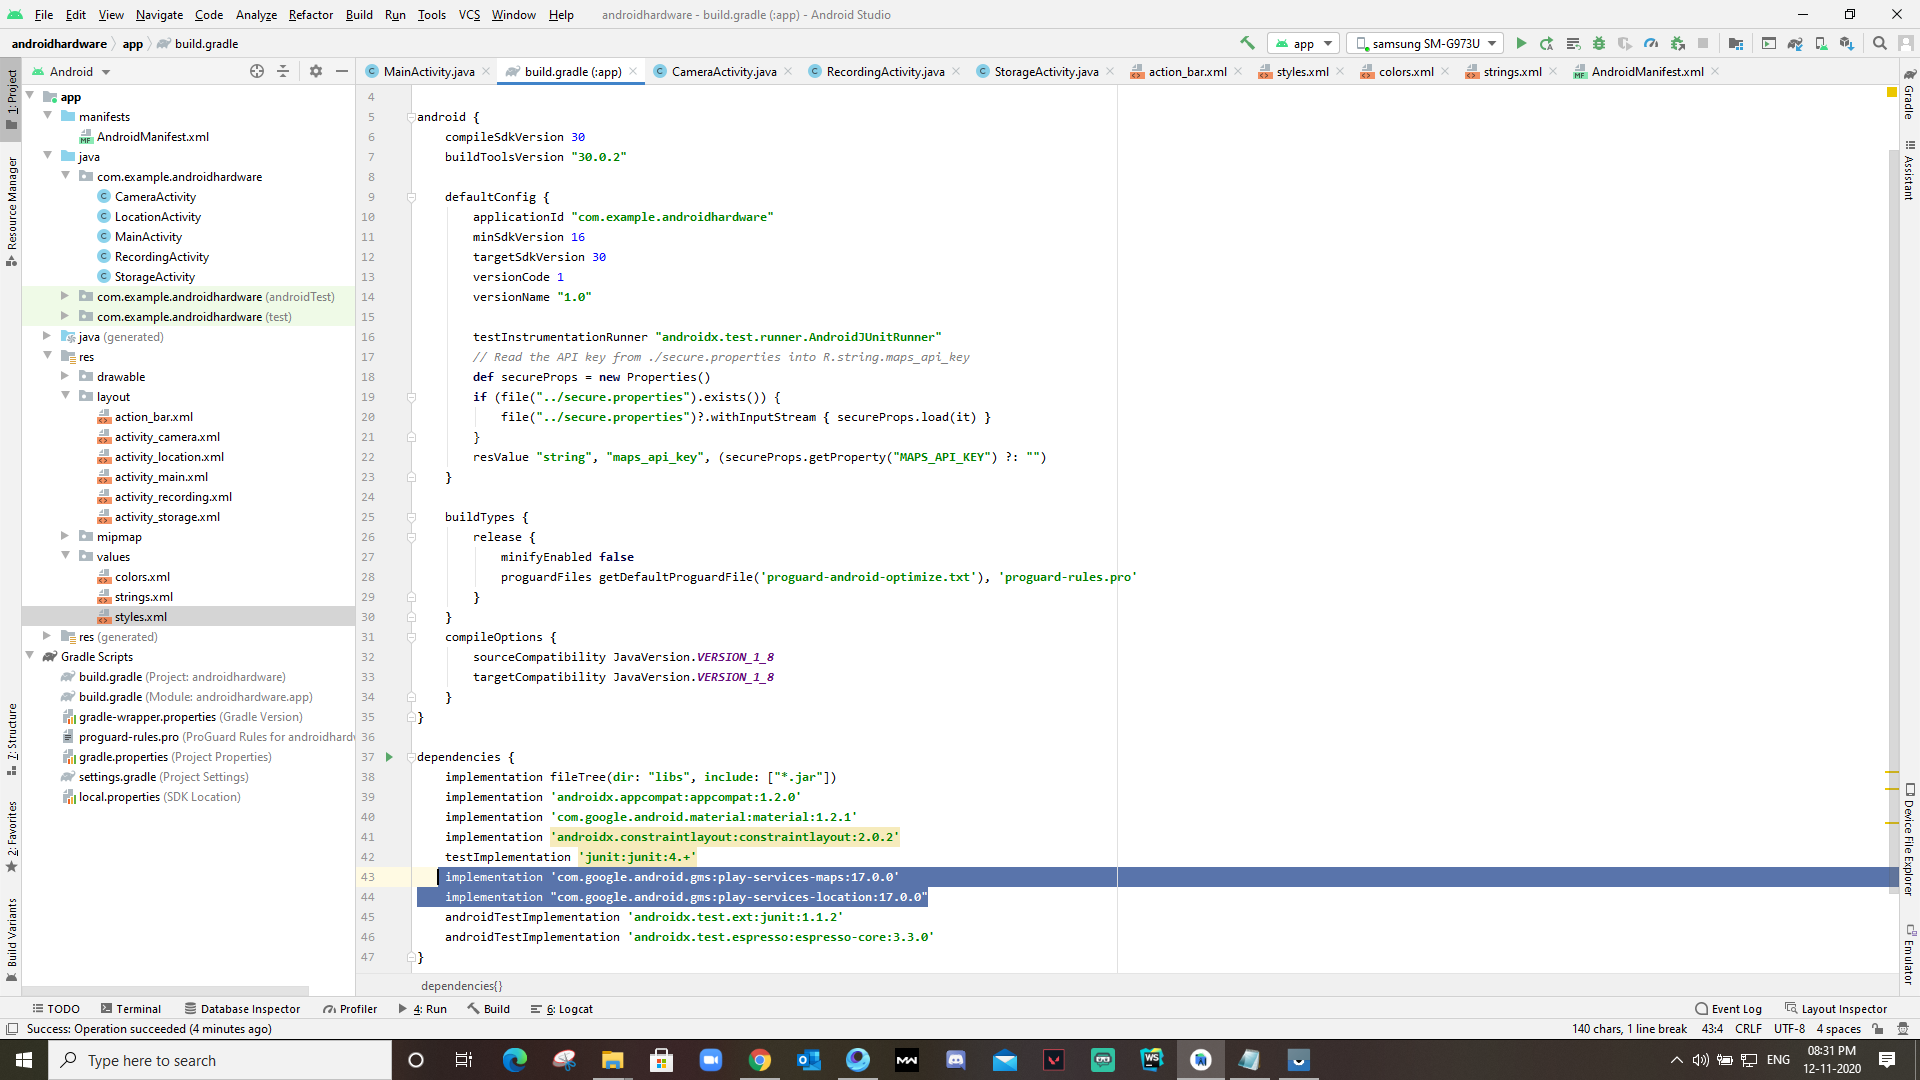 File Edit View Navigate Code Analyze Refactor Build Run Tools VCS Window Help androidhardware - build.gradle (:app) - Android Studio
androidhardware app build.gradle
app samsung SM-G973U
Android
MainActivity.java build.gradle (:app) CameraActivity.java RecordingActivity.java StorageActivity.java action_bar.xml styles.xml colors.xml strings.xml AndroidManifest.xml
1: Project
Resource Manager
7: Structure
2: Favorites
Build Variants
app
manifests
AndroidManifest.xml
java
com.example.androidhardware
CameraActivity
LocationActivity
MainActivity
RecordingActivity
StorageActivity
com.example.androidhardware (androidTest)
com.example.androidhardware (test)
java (generated)
res
drawable
layout
action_bar.xml
activity_camera.xml
activity_location.xml
activity_main.xml
activity_recording.xml
activity_storage.xml
mipmap
values
colors.xml
strings.xml
styles.xml
res (generated)
Gradle Scripts
build.gradle (Project: androidhardware)
build.gradle (Module: androidhardware.app)
gradle-wrapper.properties (Gradle Version)
proguard-rules.pro (ProGuard Rules for androidhard
gradle.properties (Project Properties)
settings.gradle (Project Settings)
local.properties (SDK Location)
4
5 android {
6 compileSdkVersion 30
7 buildToolsVersion "30.0.2"
8
9 defaultConfig {
10 applicationId "com.example.androidhardware"
11 minSdkVersion 16
12 targetSdkVersion 30
13 versionCode 1
14 versionName "1.0"
15
16 testInstrumentationRunner "androidx.test.runner.AndroidJUnitRunner"
17 // Read the API key from ./secure.properties into R.string.maps_api_key
18 def secureProps = new Properties()
19 if (file("../secure.properties").exists()) {
20 file("../secure.properties")?.withInputStream { secureProps.load(it) }
21 }
22 resValue "string", "maps_api_key", (secureProps.getProperty("MAPS_API_KEY") ?: "")
23 }
24
25 buildTypes {
26 release {
27 minifyEnabled false
28 proguardFiles getDefaultProguardFile('proguard-android-optimize.txt'), 'proguard-rules.pro'
29 }
30 }
31 compileOptions {
32 sourceCompatibility JavaVersion.VERSION_1_8
33 targetCompatibility JavaVersion.VERSION_1_8
34 }
35 }
36
37 dependencies {
38 implementation fileTree(dir: "libs", include: ["*.jar"])
39 implementation 'androidx.appcompat:appcompat:1.2.0'
40 implementation 'com.google.android.material:material:1.2.1'
41 implementation 'androidx.constraintlayout:constraintlayout:2.0.2'
42 testImplementation 'junit:junit:4.+'
43 implementation 'com.google.android.gms:play-services-maps:17.0.0'
44 implementation "com.google.android.gms:play-services-location:17.0.0"
45 androidTestImplementation 'androidx.test.ext:junit:1.1.2'
46 androidTestImplementation 'androidx.test.espresso:espresso-core:3.3.0'
47 }
dependencies{}
Gradle
Assistant
Device File Explorer
Emulator
TODO Terminal Database Inspector Profiler 4: Run Build 6: Logcat Event Log Layout Inspector
Success: Operation succeeded (4 minutes ago) 140 chars, 1 line break 43:4 CRLF UTF-8 4 spaces
Type here to search
ENG
08:31 PM
12-11-2020